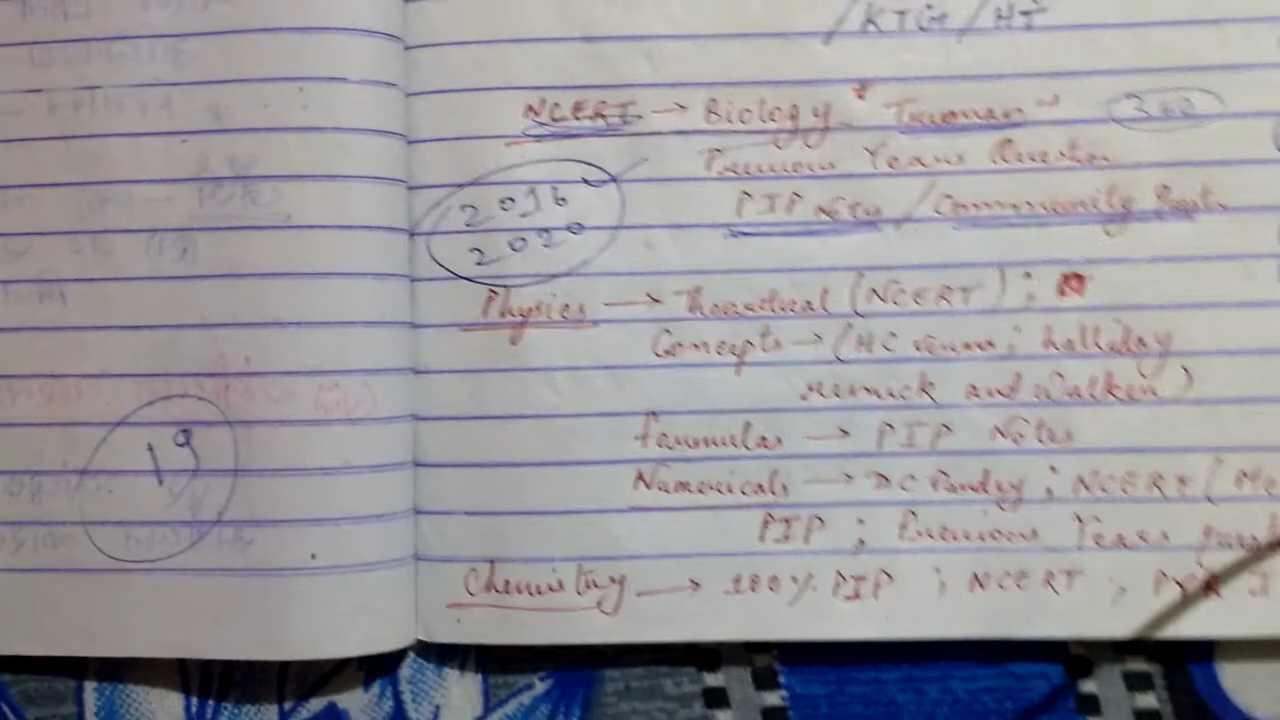 /KTG/HT
NCERT → Biology "Trueman" 360
Previous Years Question
PIP Notes / Community Post
2016
2020
Physics → Theoretical (NCERT) :
Concepts → (HC Verma ; halliday
resnick and Walker)
formulas → PIP Notes
19
Numericals → DC Pandey ; NCERT (
PIP ; Previous Years
Chemistry → 100% PIP ; NCERT ; PYQ